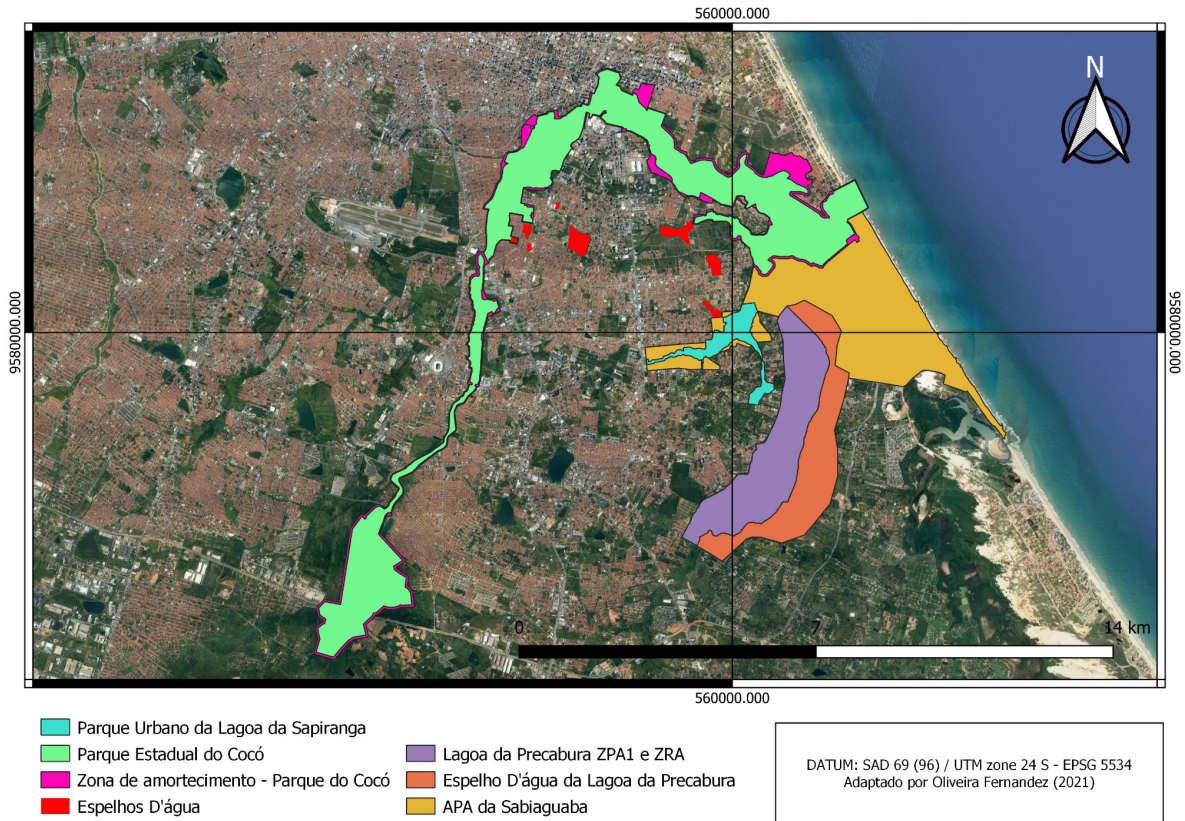 560000.000
N
9580000.000
9580000.000
0 7 14 km
560000.000
Parque Urbano da Lagoa da Sapiranga
Parque Estadual do Cocó
Zona de amortecimento - Parque do Cocó
Espelhos D'água
Lagoa da Precabura ZPA1 e ZRA
Espelho D'água da Lagoa da Precabura
APA da Sabiaguaba
DATUM: SAD 69 (96) / UTM zone 24 S - EPSG 5534
Adaptado por Oliveira Fernandez (2021)